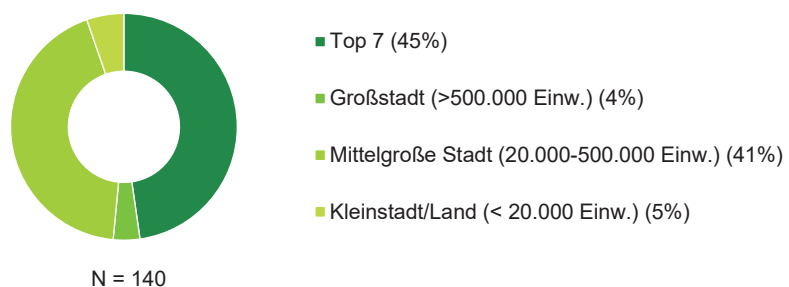 Top 7 (45%)
Großstadt (>500.000 Einw.) (4%)
Mittelgroße Stadt (20.000-500.000 Einw.) (41%)
Kleinstadt/Land (< 20.000 Einw.) (5%)
N = 140